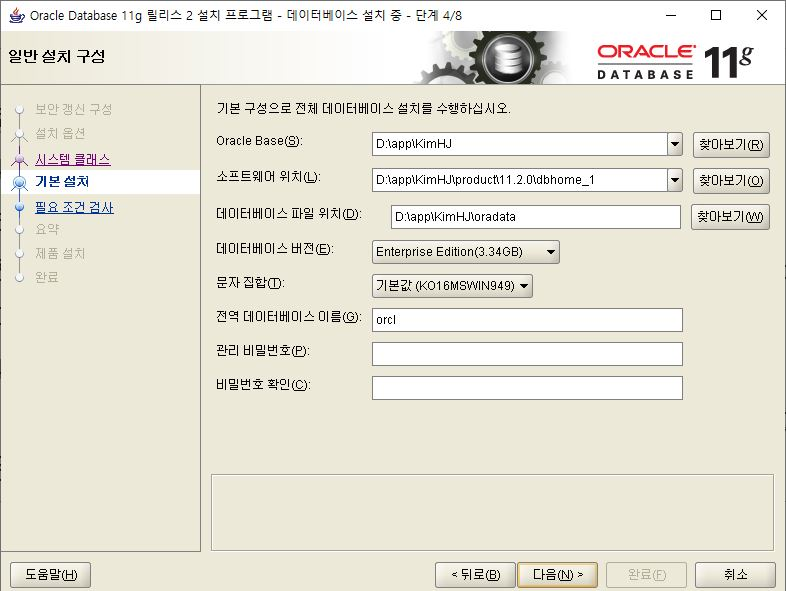 Oracle Database 11g 릴리스 2 설치 프로그램 - 데이터베이스 설치 중 - 단계 4/8
일반 설치 구성
ORACLE DATABASE 11g
보안 갱신 구성
설치 옵션
시스템 클래스
기본 설치
필요 조건 검사
요약
제품 설치
완료
기본 구성으로 전체 데이터베이스 설치를 수행하십시오.
Oracle Base(S): D:\app\KimHJ 찾아보기(R)
소프트웨어 위치(L): D:\app\KimHJ\product\11.2.0\dbhome_1 찾아보기(O)
데이터베이스 파일 위치(D): D:\app\KimHJ\oradata 찾아보기(W)
데이터베이스 버전(E): Enterprise Edition(3.34GB)
문자 집합(T): 기본값 (KO16MSWIN949)
전역 데이터베이스 이름(G): orcl
관리 비밀번호(P):
비밀번호 확인(C):
도움말(H) < 뒤로(B) 다음(N) > 완료(F) 취소